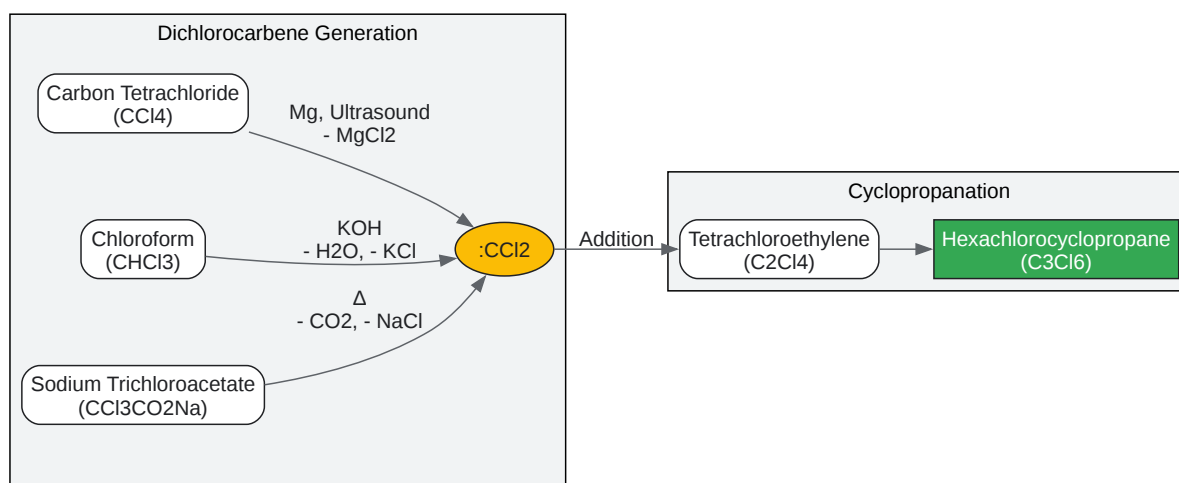 Dichlorocarbene Generation
Carbon Tetrachloride
(CCl4)
Mg, Ultrasound
- MgCl2
Chloroform
(CHCl3)
KOH
- H2O, - KCl
:CCl2
Δ
- CO2, - NaCl
Sodium Trichloroacetate
(CCl3CO2Na)
Addition
Cyclopropanation
Tetrachloroethylene
(C2Cl4)
Hexachlorocyclopropane
(C3Cl6)